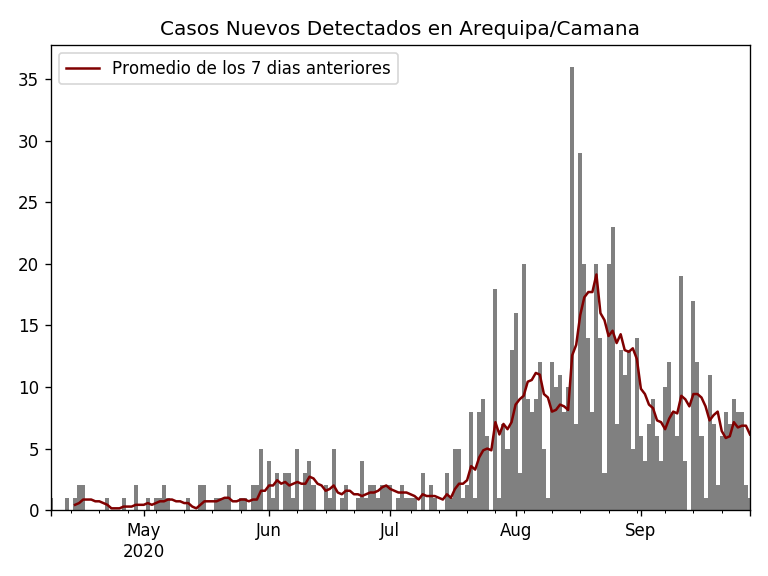 Casos Nuevos Detectados en Arequipa/Camana
Promedio de los 7 dias anteriores
35
30
25
20
15
10
5
0
May
2020
Jun
Jul
Aug
Sep